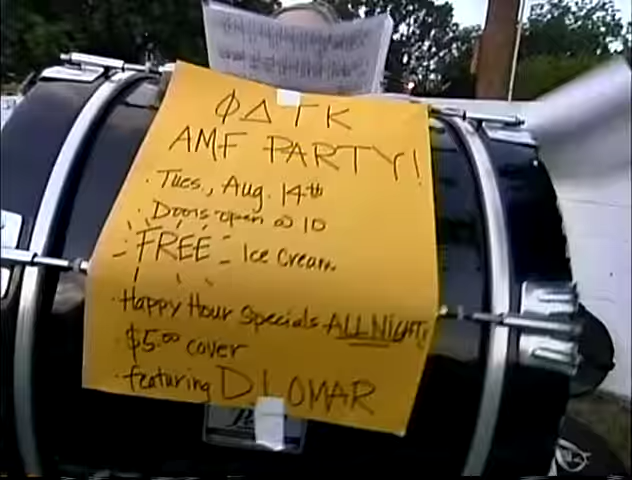 ΦΔΓΚ
AMF PARTY!
· Tues., Aug. 14th
· Doors open @ 10
· FREE - Ice Cream
· Happy Hour Specials ALL NIGHT!
· $5.00 cover
· featuring DJ OMAR